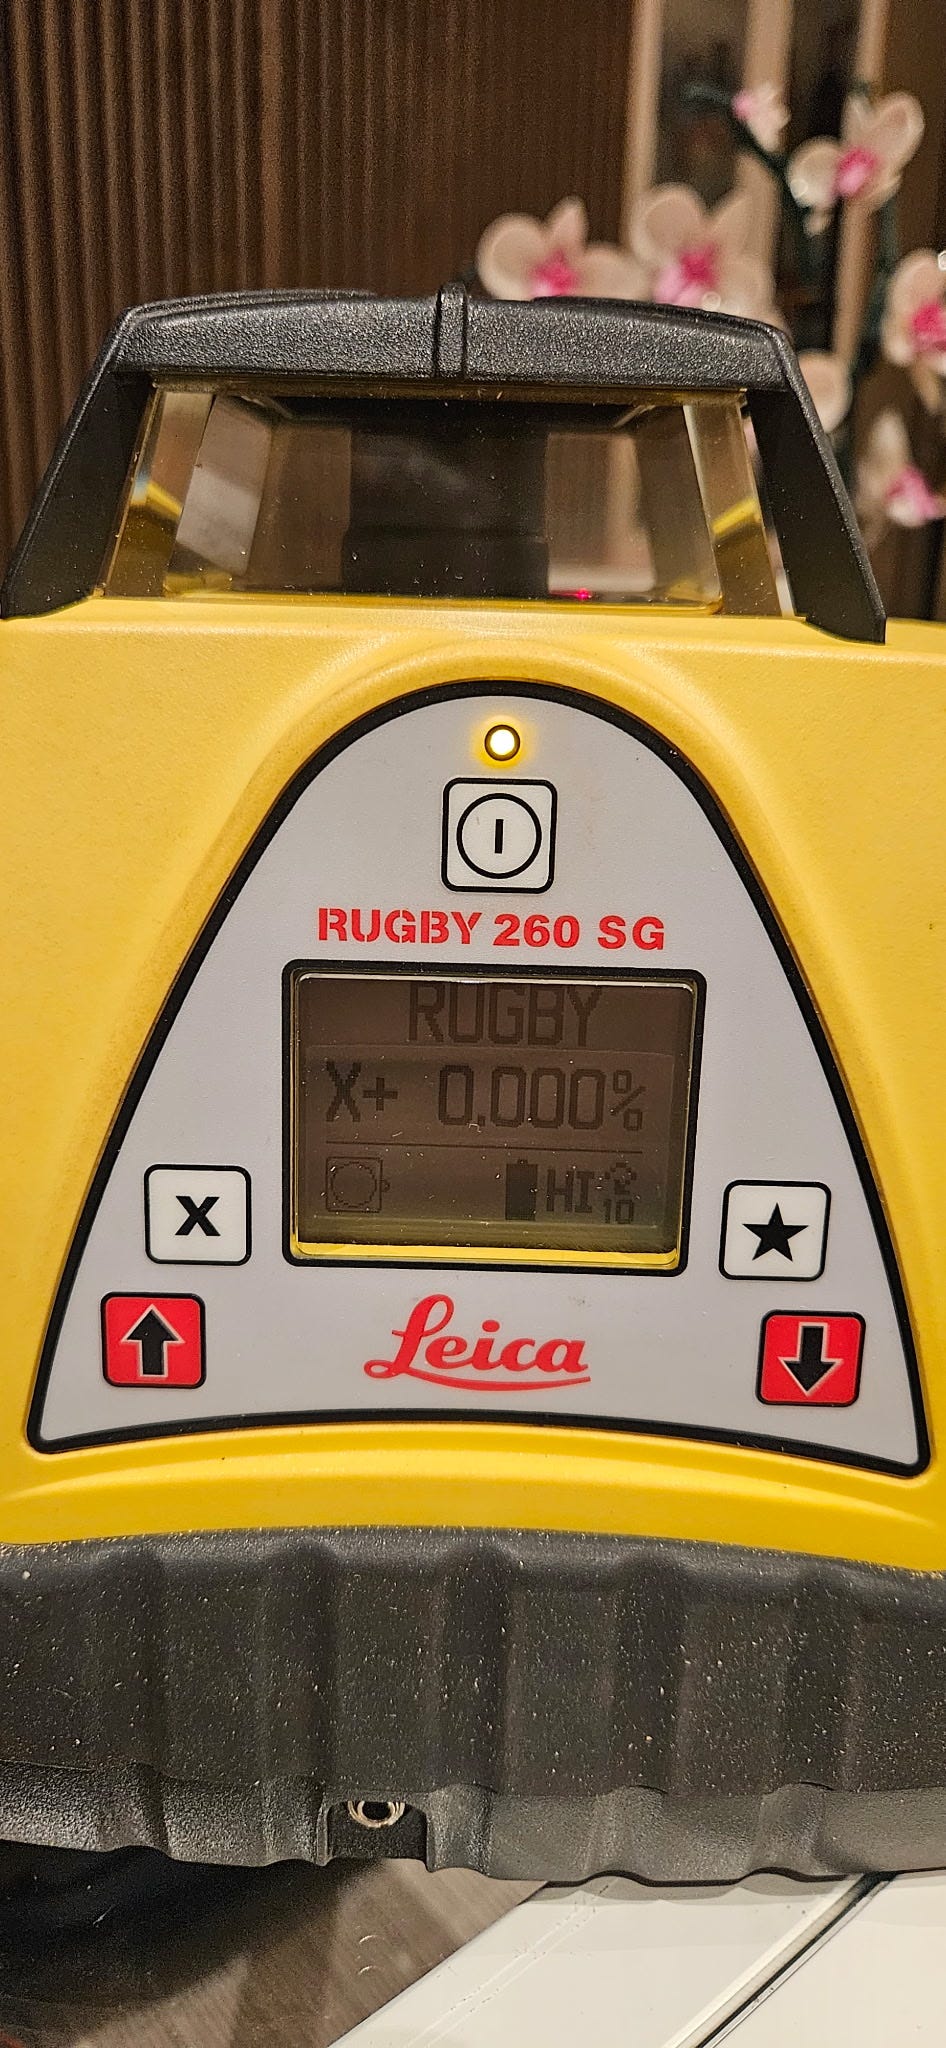 RUGBY 260 SG
RUGBY
X+ 0.000%
HI
10
X
Leica